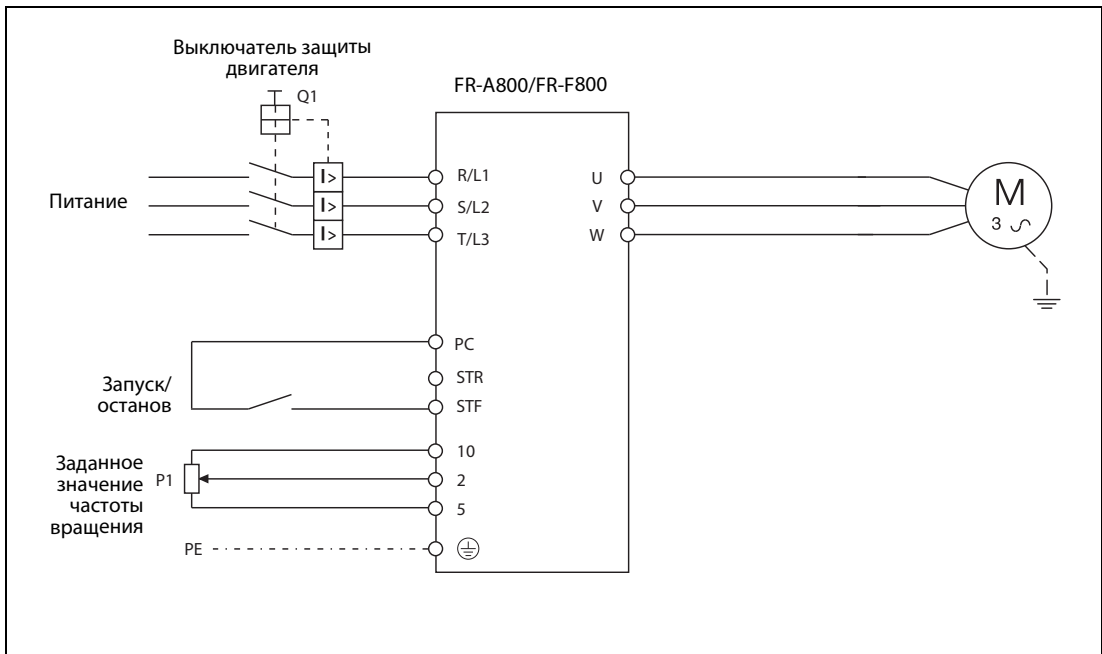 Выключатель защиты
двигателя
Q1
FR-A800/FR-F800
Питание
I>
I>
I>
R/L1
S/L2
T/L3
U
V
W
M
3
Запуск/
останов
PC
STR
STF
Заданное
значение
частоты
вращения
P1
10
2
5
PE